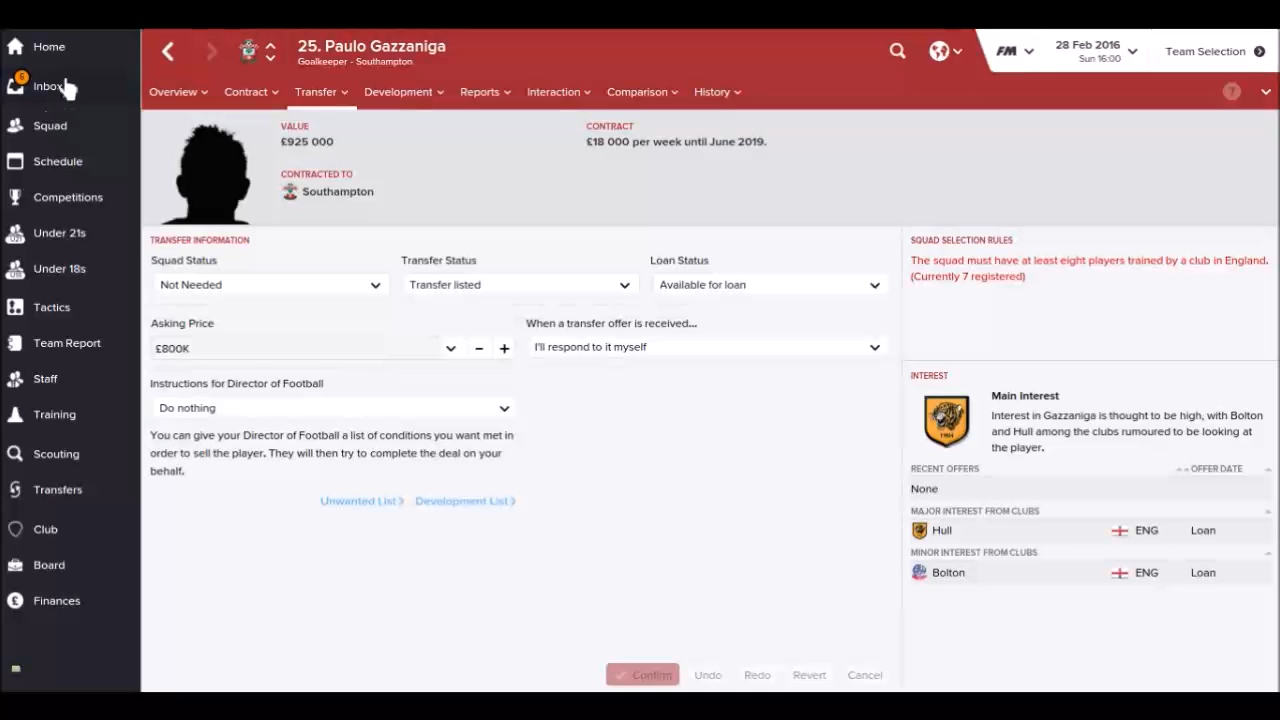 Home
Inbox
6
Squad
Schedule
Competitions
Under 21s
Under 18s
Tactics
Team Report
Staff
Training
Scouting
Transfers
Club
Board
Finances
25. Paulo Gazzaniga
Goalkeeper - Southampton
FM
28 Feb 2016
Sun 16:00
Team Selection
Overview
Contract
Transfer
Development
Reports
Interaction
Comparison
History
?
VALUE
£925 000
CONTRACT
£18 000 per week until June 2019.
CONTRACTED TO
Southampton
TRANSFER INFORMATION
Squad Status
Not Needed
Transfer Status
Transfer listed
Loan Status
Available for loan
Asking Price
£800K
When a transfer offer is received...
I'll respond to it myself
Instructions for Director of Football
Do nothing
You can give your Director of Football a list of conditions you want met in
order to sell the player. They will then try to complete the deal on your
behalf.
Unwanted List
Development List
Confirm
Undo
Redo
Revert
Cancel
SQUAD SELECTION RULES
The squad must have at least eight players trained by a club in England.
(Currently 7 registered)
INTEREST
Main Interest
Interest in Gazzaniga is thought to be high, with Bolton
and Hull among the clubs rumoured to be looking at
the player.
RECENT OFFERS
OFFER DATE
None
MAJOR INTEREST FROM CLUBS
Hull ENG Loan
MINOR INTEREST FROM CLUBS
Bolton ENG Loan